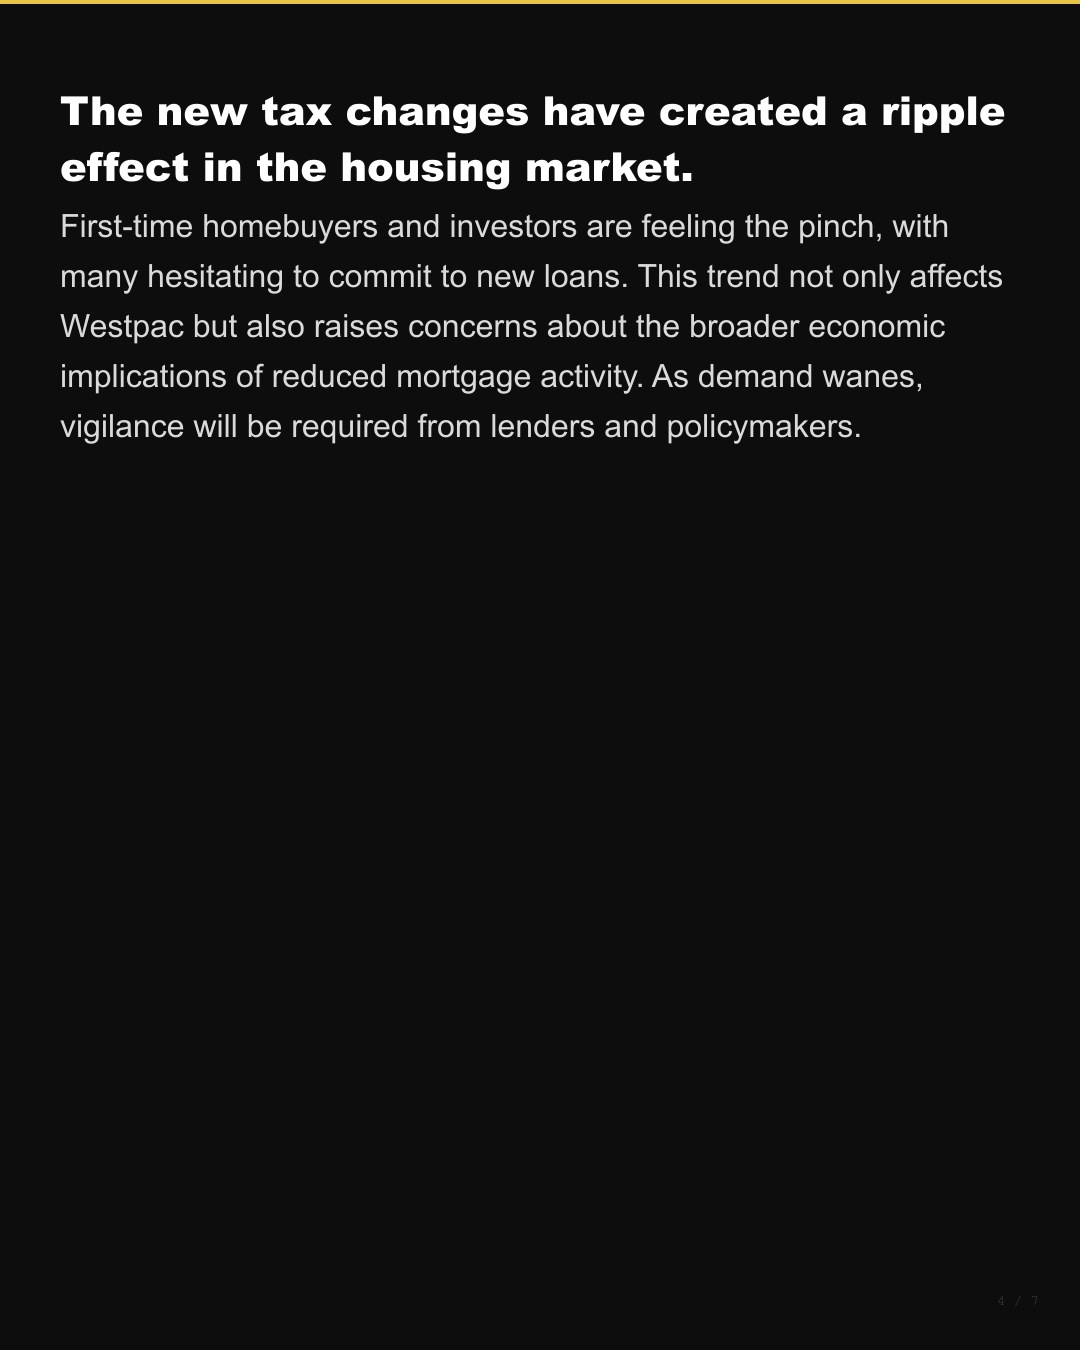 The new tax changes have created a ripple
effect in the housing market.
First-time homebuyers and investors are feeling the pinch, with
many hesitating to commit to new loans. This trend not only affects
Westpac but also raises concerns about the broader economic
implications of reduced mortgage activity. As demand wanes,
vigilance will be required from lenders and policymakers.
4 / 7